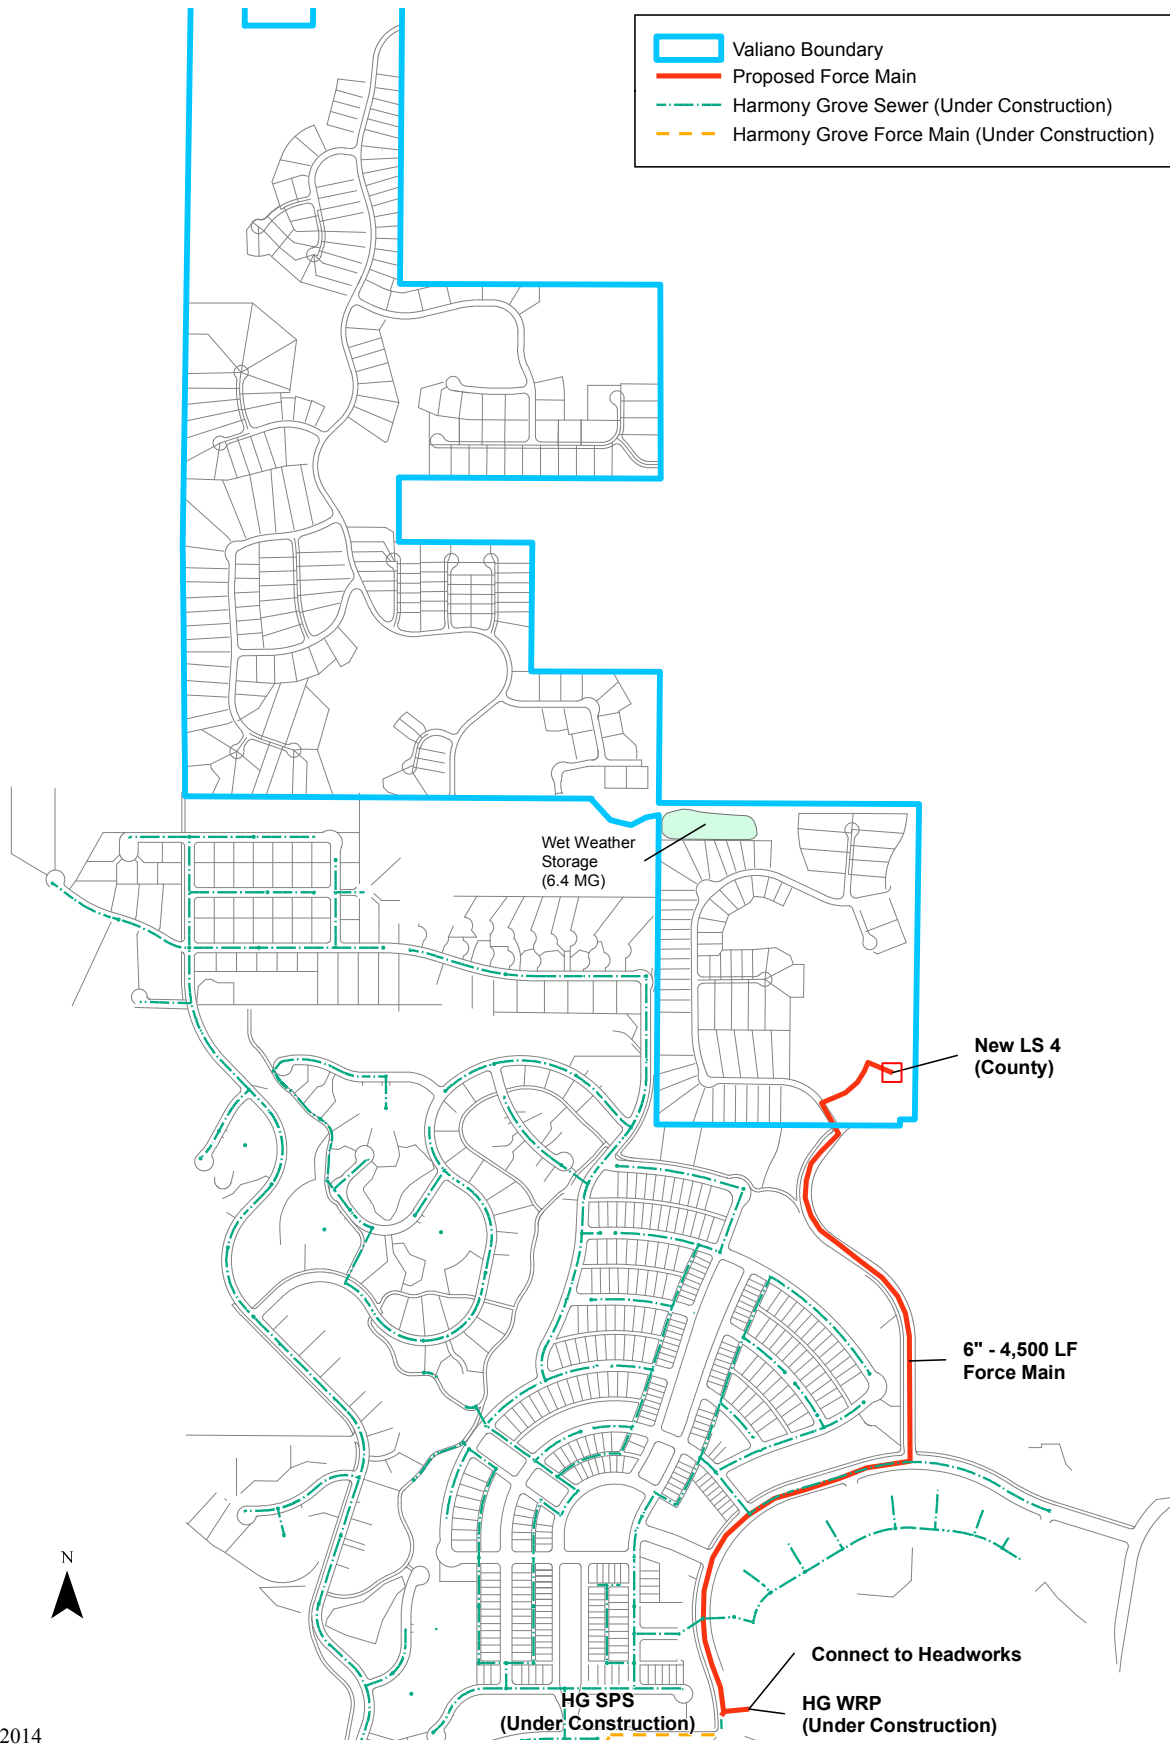 Valiano Boundary
Proposed Force Main
Harmony Grove Sewer (Under Construction)
Harmony Grove Force Main (Under Construction)
Wet Weather
Storage
(6.4 MG)
New LS 4
(County)
6" - 4,500 LF
Force Main
N
Connect to Headworks
HG SPS
(Under Construction)
HG WRP
(Under Construction)
2014